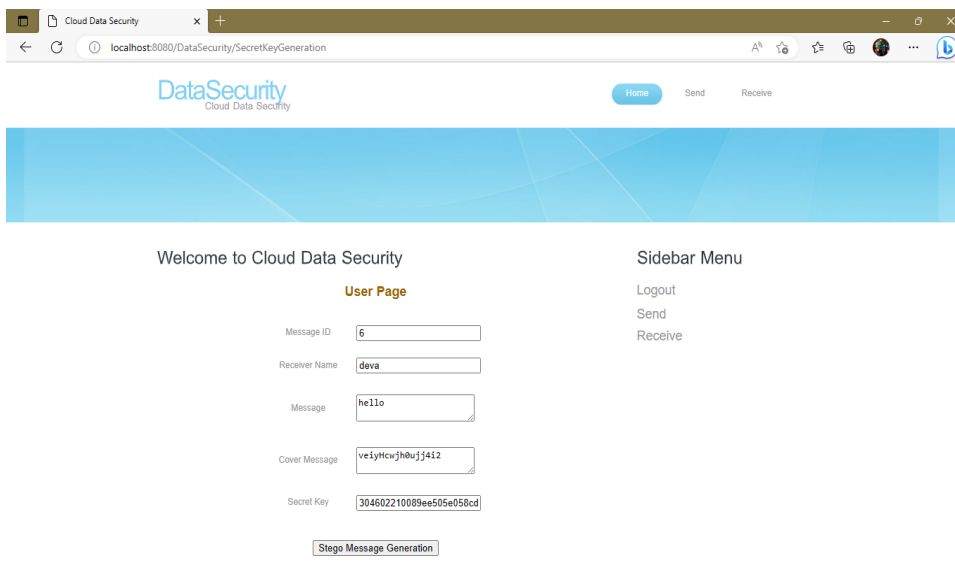 Cloud Data Security
localhost:8080/DataSecurity/SecretKeyGeneration
DataSecurity
Cloud Data Security
Home Send Receive
Welcome to Cloud Data Security
User Page
Message ID 6
Receiver Name deva
Message hello
Cover Message veiyHcwjh0ujj4i2
Secret Key 304602210089ee505e058cd
Stego Message Generation
Sidebar Menu
Logout
Send
Receive